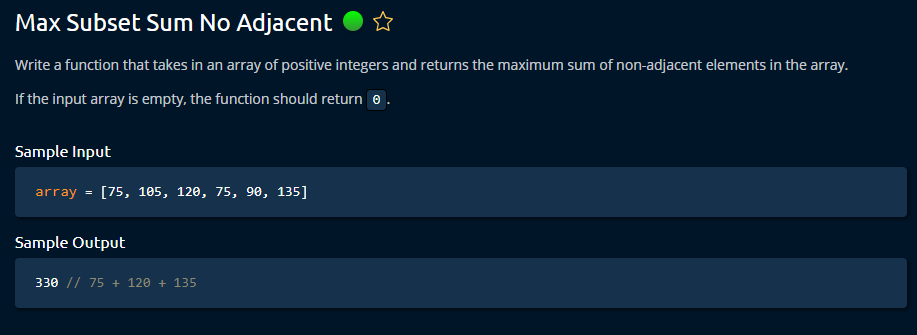 Max Subset Sum No Adjacent
Write a function that takes in an array of positive integers and returns the maximum sum of non-adjacent elements in the array.
If the input array is empty, the function should return 0.
Sample Input
array = [75, 105, 120, 75, 90, 135]
Sample Output
330 // 75 + 120 + 135